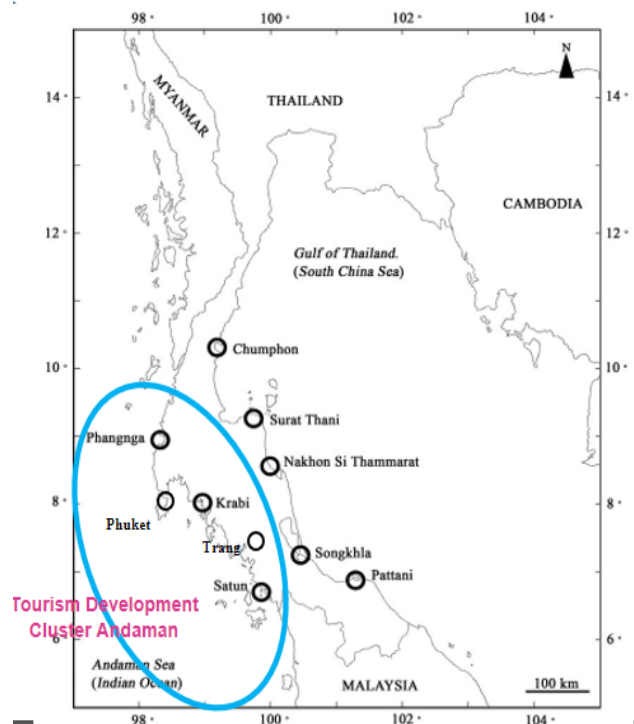 98 °
100 °
102 °
104 °
N
14 °
MYANMAR
THAILAND
14 °
CAMBODIA
12 °
Gulf of Thailand.
(South China Sea)
12 °
10 °
Chumphon
10 °
Surat Thani
Phangnga
Nakhon Si Thammarat
8 °
Krabi
8 °
Phuket
Trang
Songkhla
Satun
Pattani
Tourism Development
Cluster Andaman
6 °
6 °
Andaman Sea
(Indian Ocean)
MALAYSIA
100 km
98 °
100 °
102 °
104 °